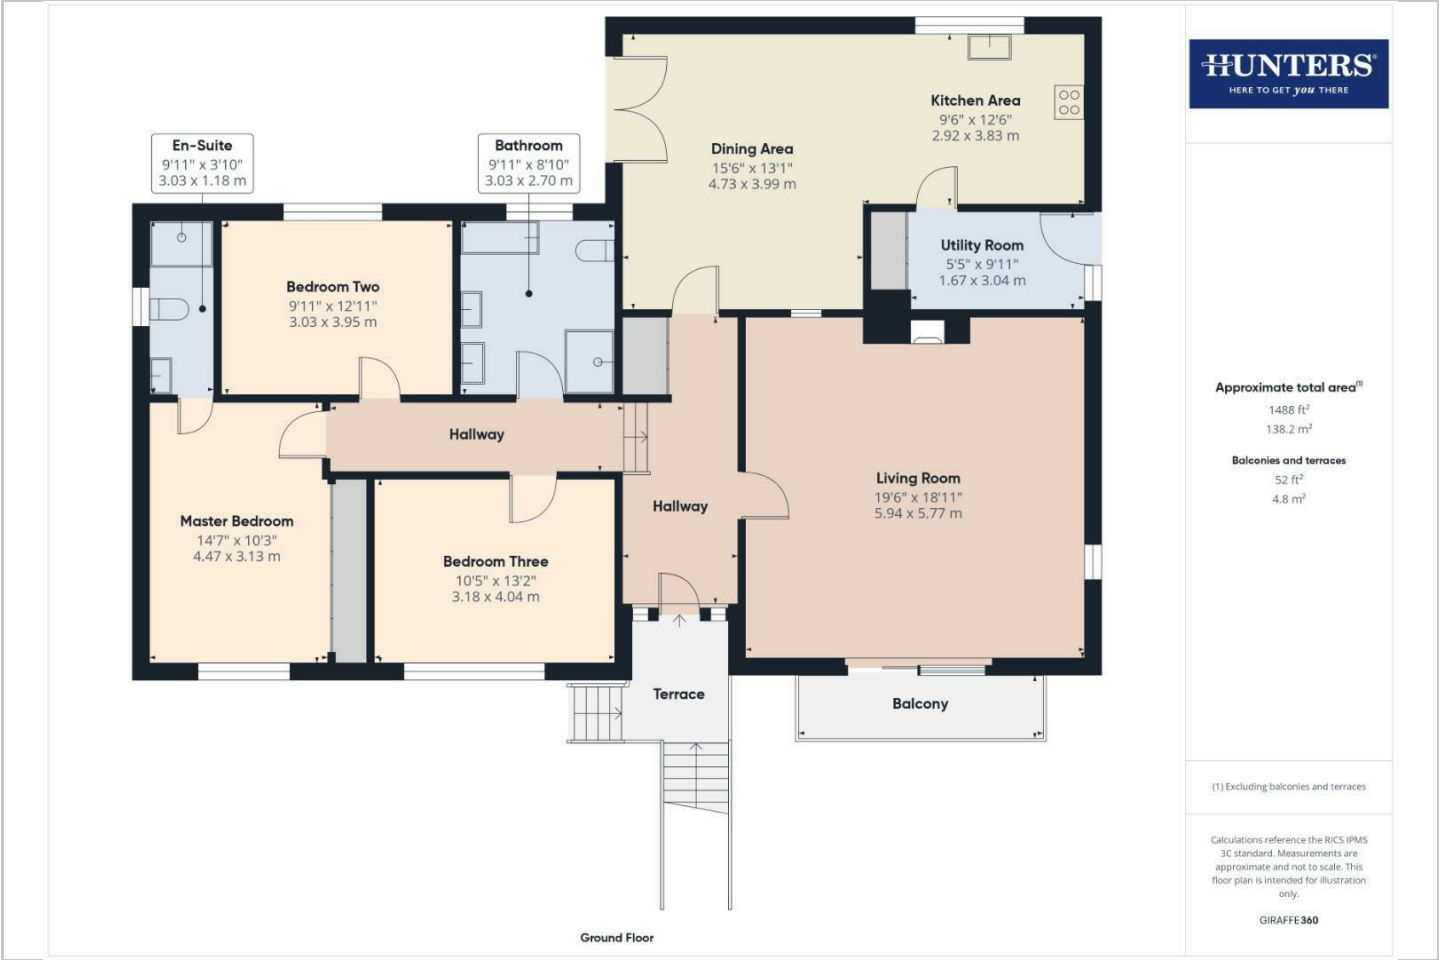 En-Suite
9'11" x 3'10"
3.03 x 1.18 m
Bathroom
9'11" x 8'10"
3.03 x 2.70 m
Dining Area
15'6" x 13'1"
4.73 x 3.99 m
Kitchen Area
9'6" x 12'6"
2.92 x 3.83 m
Utility Room
5'5" x 9'11"
1.67 x 3.04 m
Bedroom Two
9'11" x 12'11"
3.03 x 3.95 m
Hallway
Living Room
19'6" x 18'11"
5.94 x 5.77 m
Hallway
Master Bedroom
14'7" x 10'3"
4.47 x 3.13 m
Bedroom Three
10'5" x 13'2"
3.18 x 4.04 m
Terrace
Balcony
Ground Floor
HUNTERS®
HERE TO GET you THERE
Approximate total area(1)
1488 ft²
138.2 m²
Balconies and terraces
52 ft²
4.8 m²
(1) Excluding balconies and terraces
Calculations reference the RICS IPMS
3C standard. Measurements are
approximate and not to scale. This
floor plan is intended for illustration
only.
GIRAFFE360